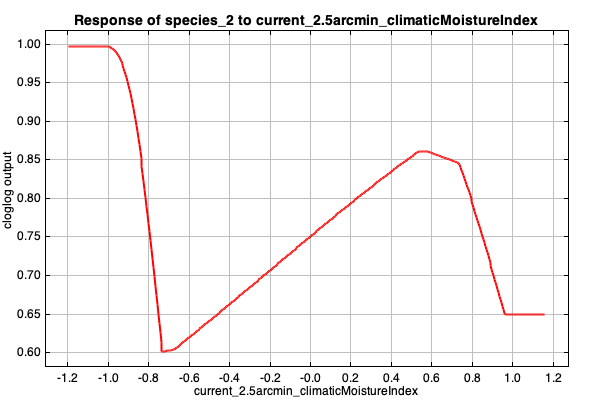 Response of species_2 to current_2.5arcmin_climaticMoistureIndex
cloglog output
1.00
0.95
0.90
0.85
0.80
0.75
0.70
0.65
0.60
-1.2 -1.0 -0.8 -0.6 -0.4 -0.2 -0.0 0.2 0.4 0.6 0.8 1.0 1.2
current_2.5arcmin_climaticMoistureIndex